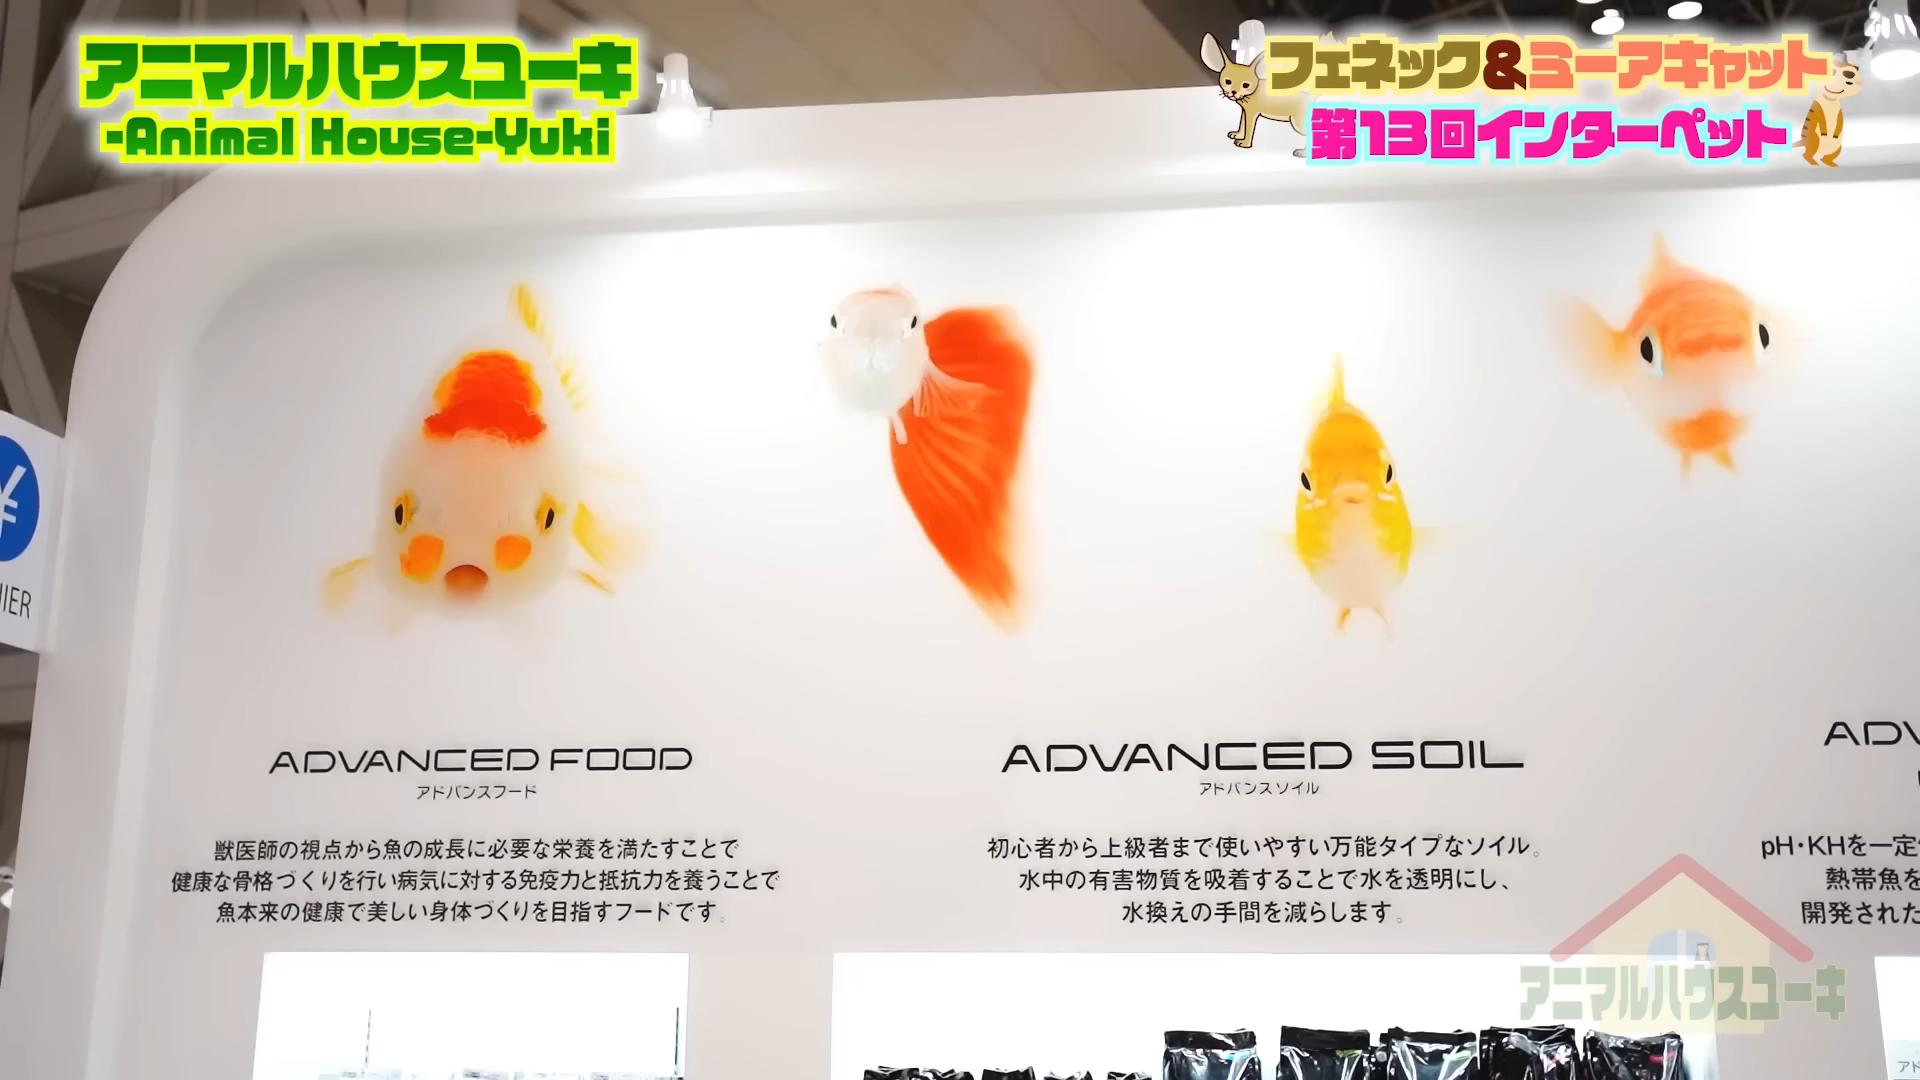 アニマルハウスユーキ
-Animal House-Yuki
フェネック&ミーアキャット
第13回インターペット
¥
ADVANCED FOOD
アドバンスフード
獣医師の視点から魚の成長に必要な栄養を満たすことで
健康な骨格づくりを行い病気に対する免疫力と抵抗力を養うことで
魚本来の健康で美しい身体づくりを目指すフードです。
ADVANCED SOIL
アドバンスソイル
初心者から上級者まで使いやすい万能タイプなソイル。
水中の有害物質を吸着することで水を透明にし、
水換えの手間を減らします。
ADV
pH・KHを一定
熱帯魚を
開発された
アニマルハウスユーキ